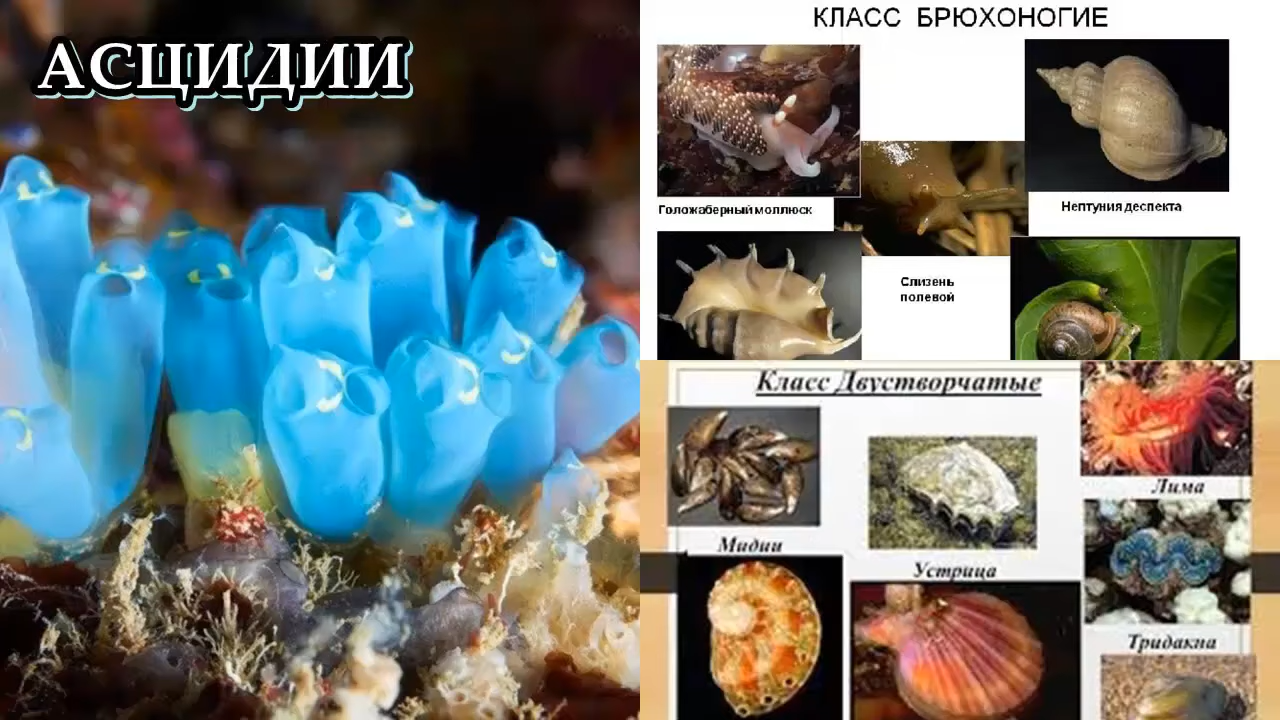 АСЦИДИИ
КЛАСС БРЮХОНОГИЕ
Голожаберный моллюск
Нептуния деспекта
Слизень
полевой
Класс Двустворчатые
Лима
Мидии
Устрица
Тридакна